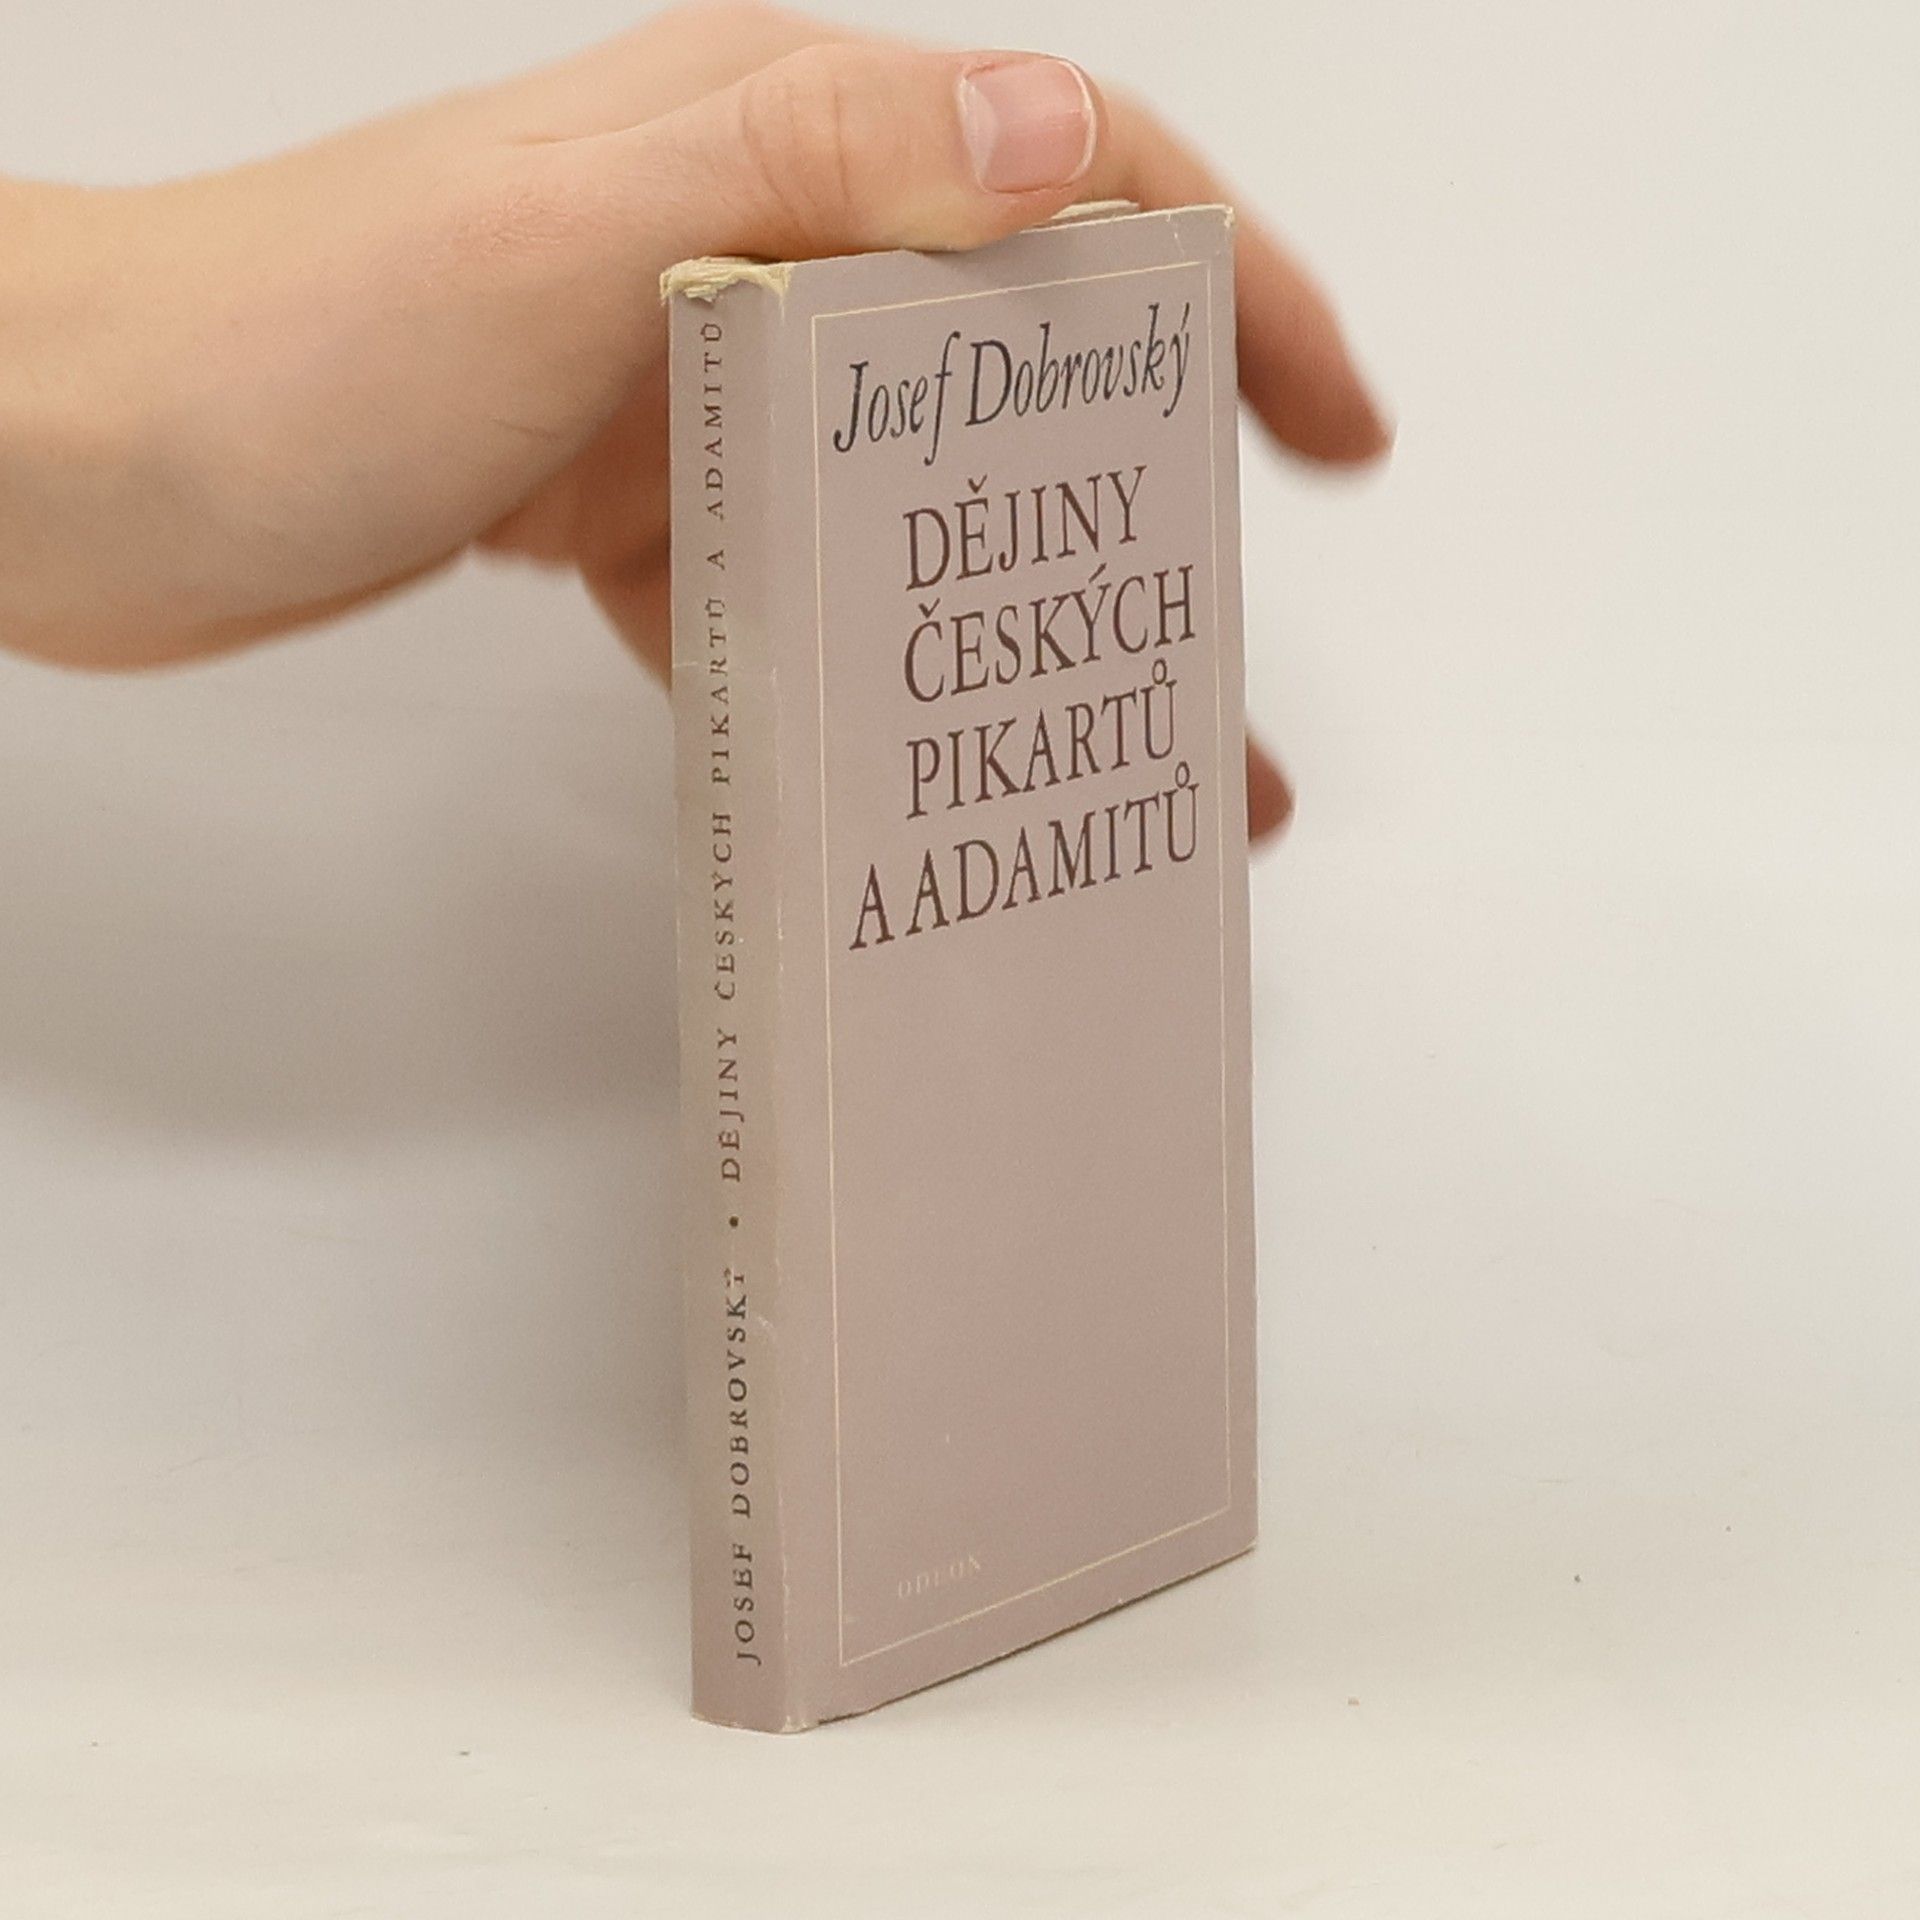 Josef Dobrovský
DĚJINY
ČESKÝCH
PIKARTŮ
A ADAMITŮ
ODEON
JOSEF DOBROVSKÝ • DĚJINY ČESKÝCH PIKARTŮ A ADAMITŮ